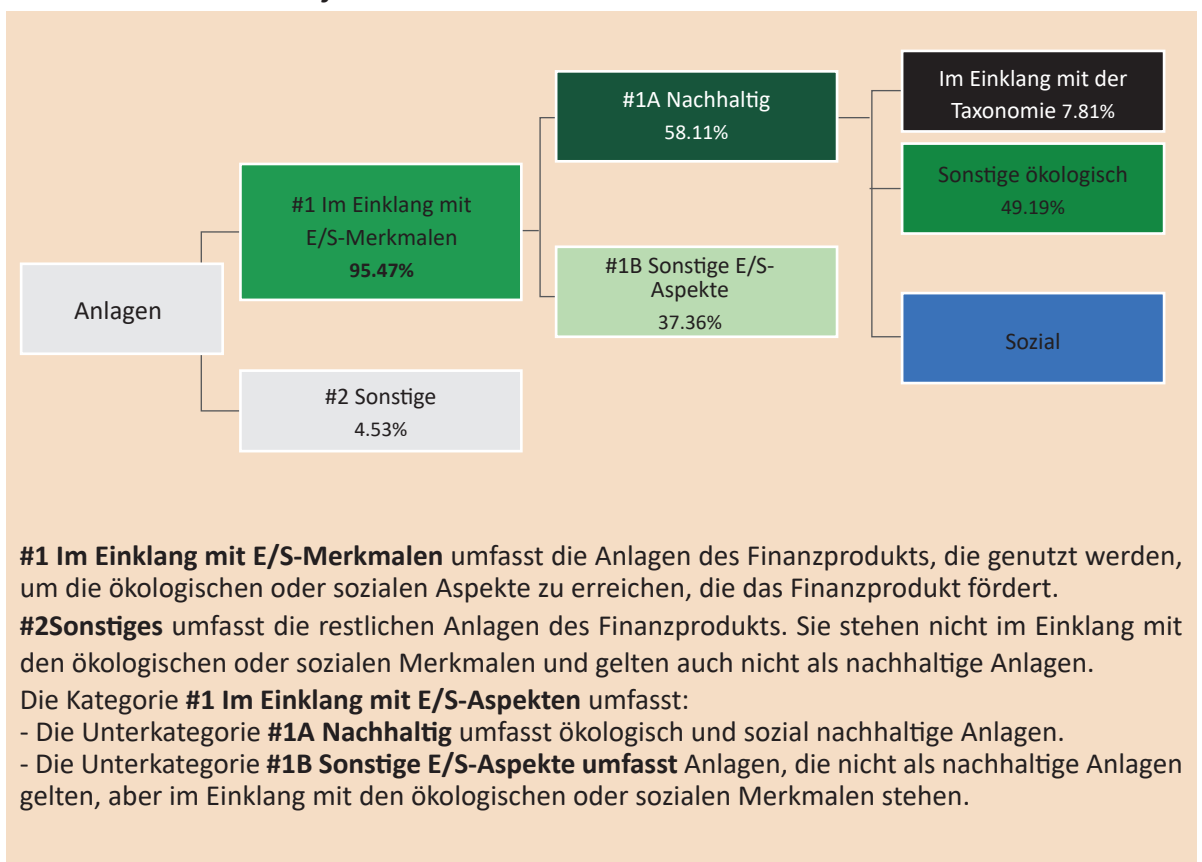 Anlagen
#1 Im Einklang mit
E/S-Merkmalen
95.47%
#2 Sonstige
4.53%
#1A Nachhaltig
58.11%
#1B Sonstige E/S-
Aspekte
37.36%
Im Einklang mit der
Taxonomie 7.81%
Sonstige ökologisch
49.19%
Sozial
#1 Im Einklang mit E/S-Merkmalen umfasst die Anlagen des Finanzprodukts, die genutzt werden,
um die ökologischen oder sozialen Aspekte zu erreichen, die das Finanzprodukt fördert.
#2Sonstiges umfasst die restlichen Anlagen des Finanzprodukts. Sie stehen nicht im Einklang mit
den ökologischen oder sozialen Merkmalen und gelten auch nicht als nachhaltige Anlagen.
Die Kategorie #1 Im Einklang mit E/S-Aspekten umfasst:
- Die Unterkategorie #1A Nachhaltig umfasst ökologisch und sozial nachhaltige Anlagen.
- Die Unterkategorie #1B Sonstige E/S-Aspekte umfasst Anlagen, die nicht als nachhaltige Anlagen
gelten, aber im Einklang mit den ökologischen oder sozialen Merkmalen stehen.